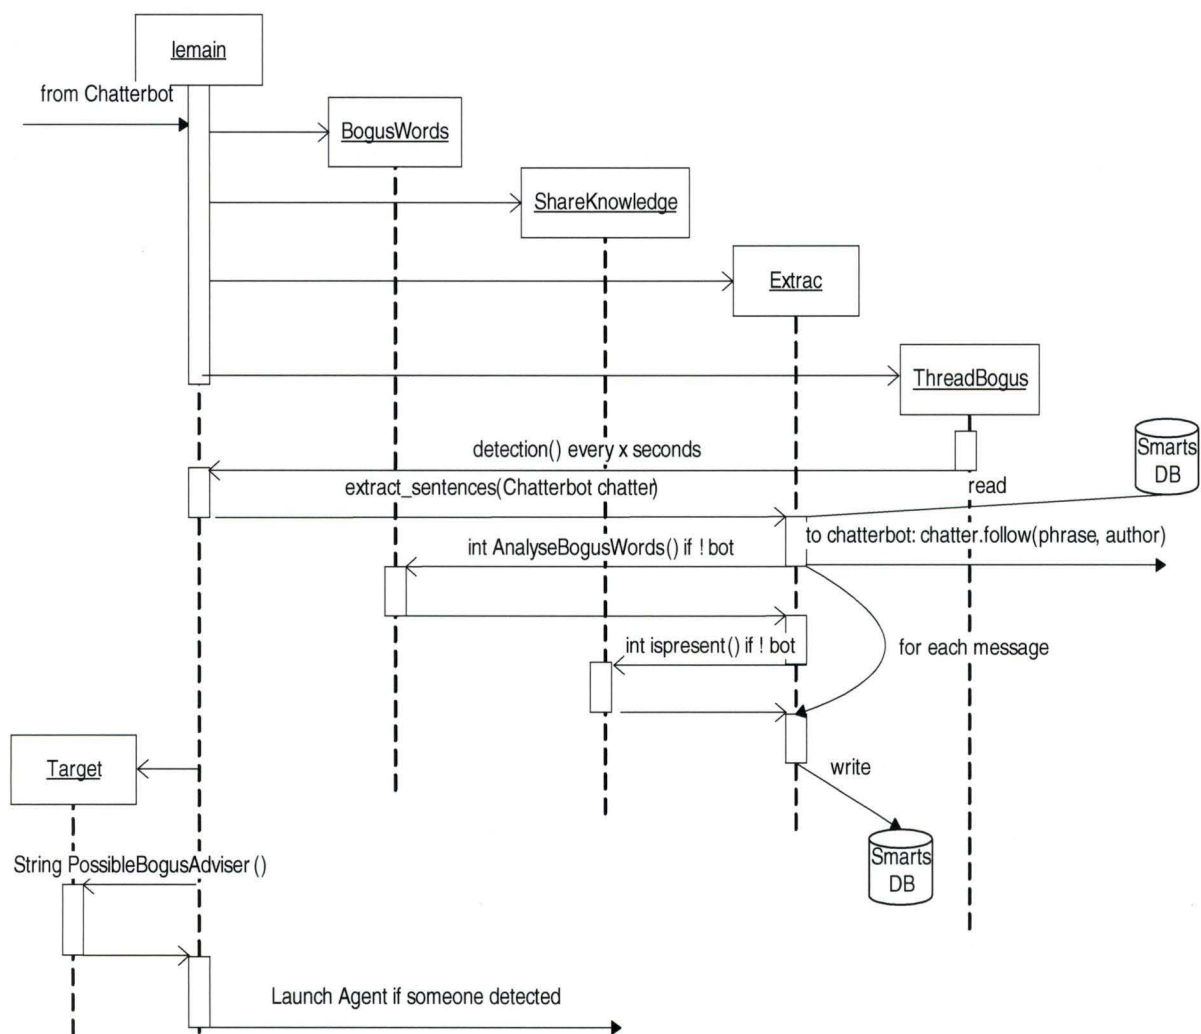 lemain
from Chatterbot
BogusWords
ShareKnowledge
Extrac
ThreadBogus
Smarts
DB
detection() every x seconds
extract_sentences(Chatterbot chatter)
read
to chatterbot: chatter.follow(phrase, author)
int AnalyseBogusWords() if ! bot
int ispresent() if ! bot
for each message
Target
write
Smarts
DB
String PossibleBogusAdviser ()
Launch Agent if someone detected